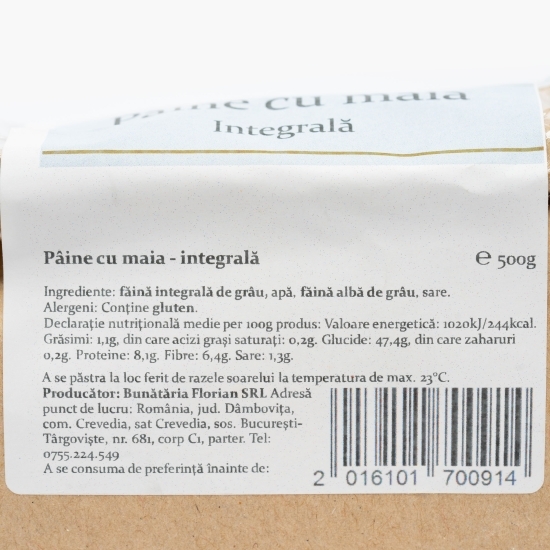 Pâine cu maia
Integrală
Pâine cu maia - integrală
℮ 500g
Ingrediente: făină integrală de grâu, apă, făină albă de grâu, sare.
Alergeni: Conține gluten.
Declarație nutrițională medie per 100g produs: Valoare energetică: 1020kJ/244kcal.
Grăsimi: 1,1g, din care acizi grași saturați: 0,2g. Glucide: 47,4g, din care zaharuri
0,2g. Proteine: 8,1g. Fibre: 6,4g. Sare: 1,3g.
A se păstra la loc ferit de razele soarelui la temperatura de max. 23°C.
Producător: Bunătăria Florian SRL Adresă
punct de lucru: România, jud. Dâmbovița,
com. Crevedia, sat Crevedia, sos. București-
Târgoviște, nr. 681, corp C1, parter. Tel:
0755.224.549
A se consuma de preferință înainte de:
2 016101 700914